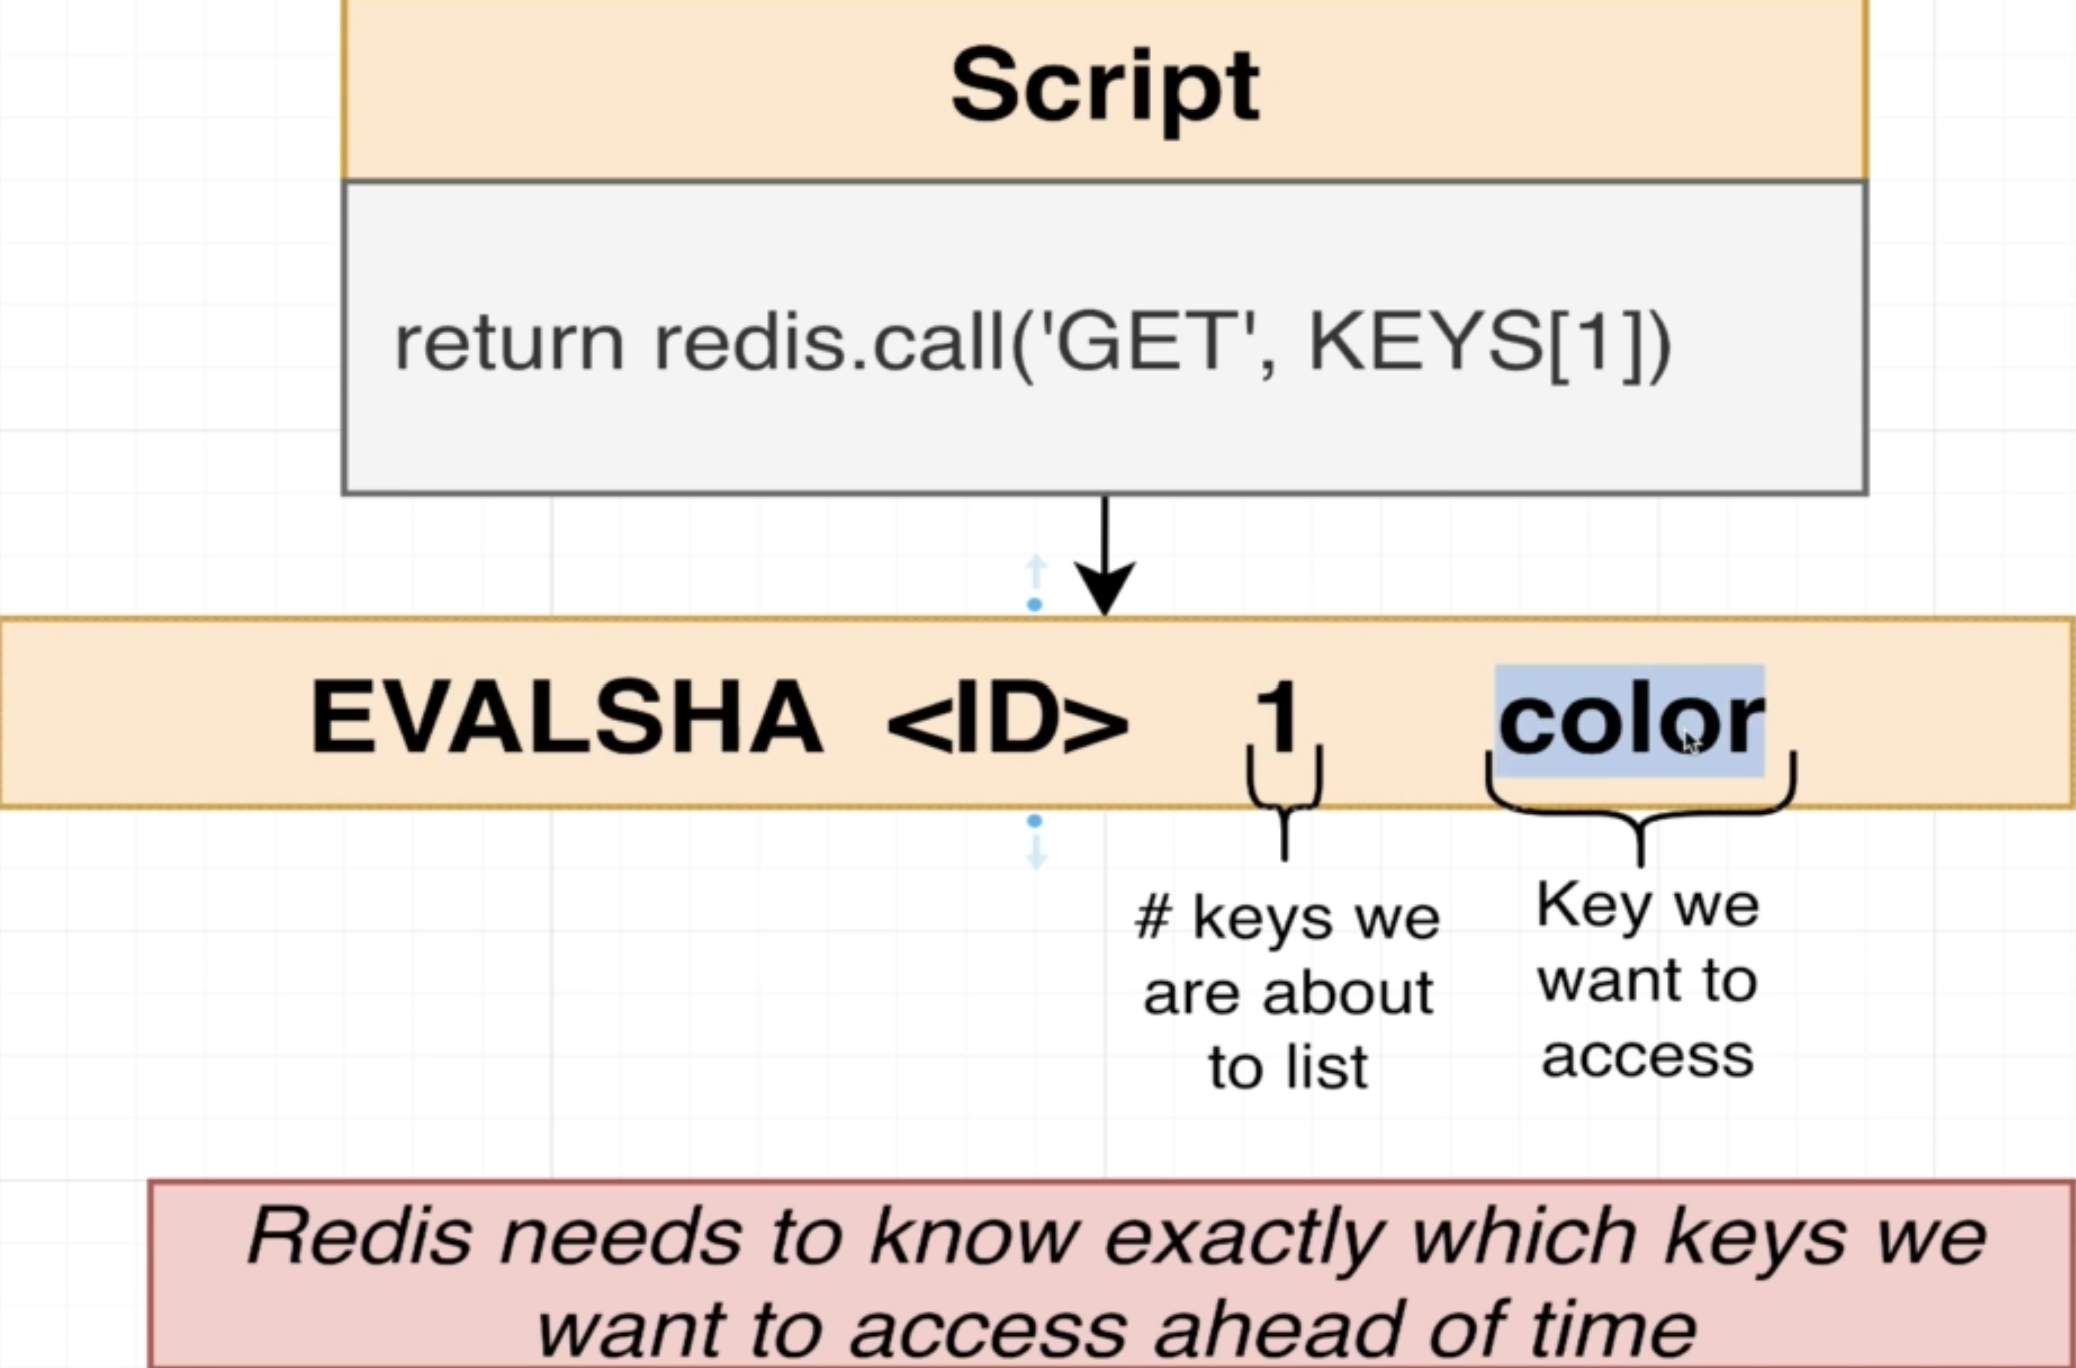 Script
return redis.call('GET', KEYS[1])
EVALSHA <ID> 1 color
# keys we
are about
to list
Key we
want to
access
Redis needs to know exactly which keys we
want to access ahead of time